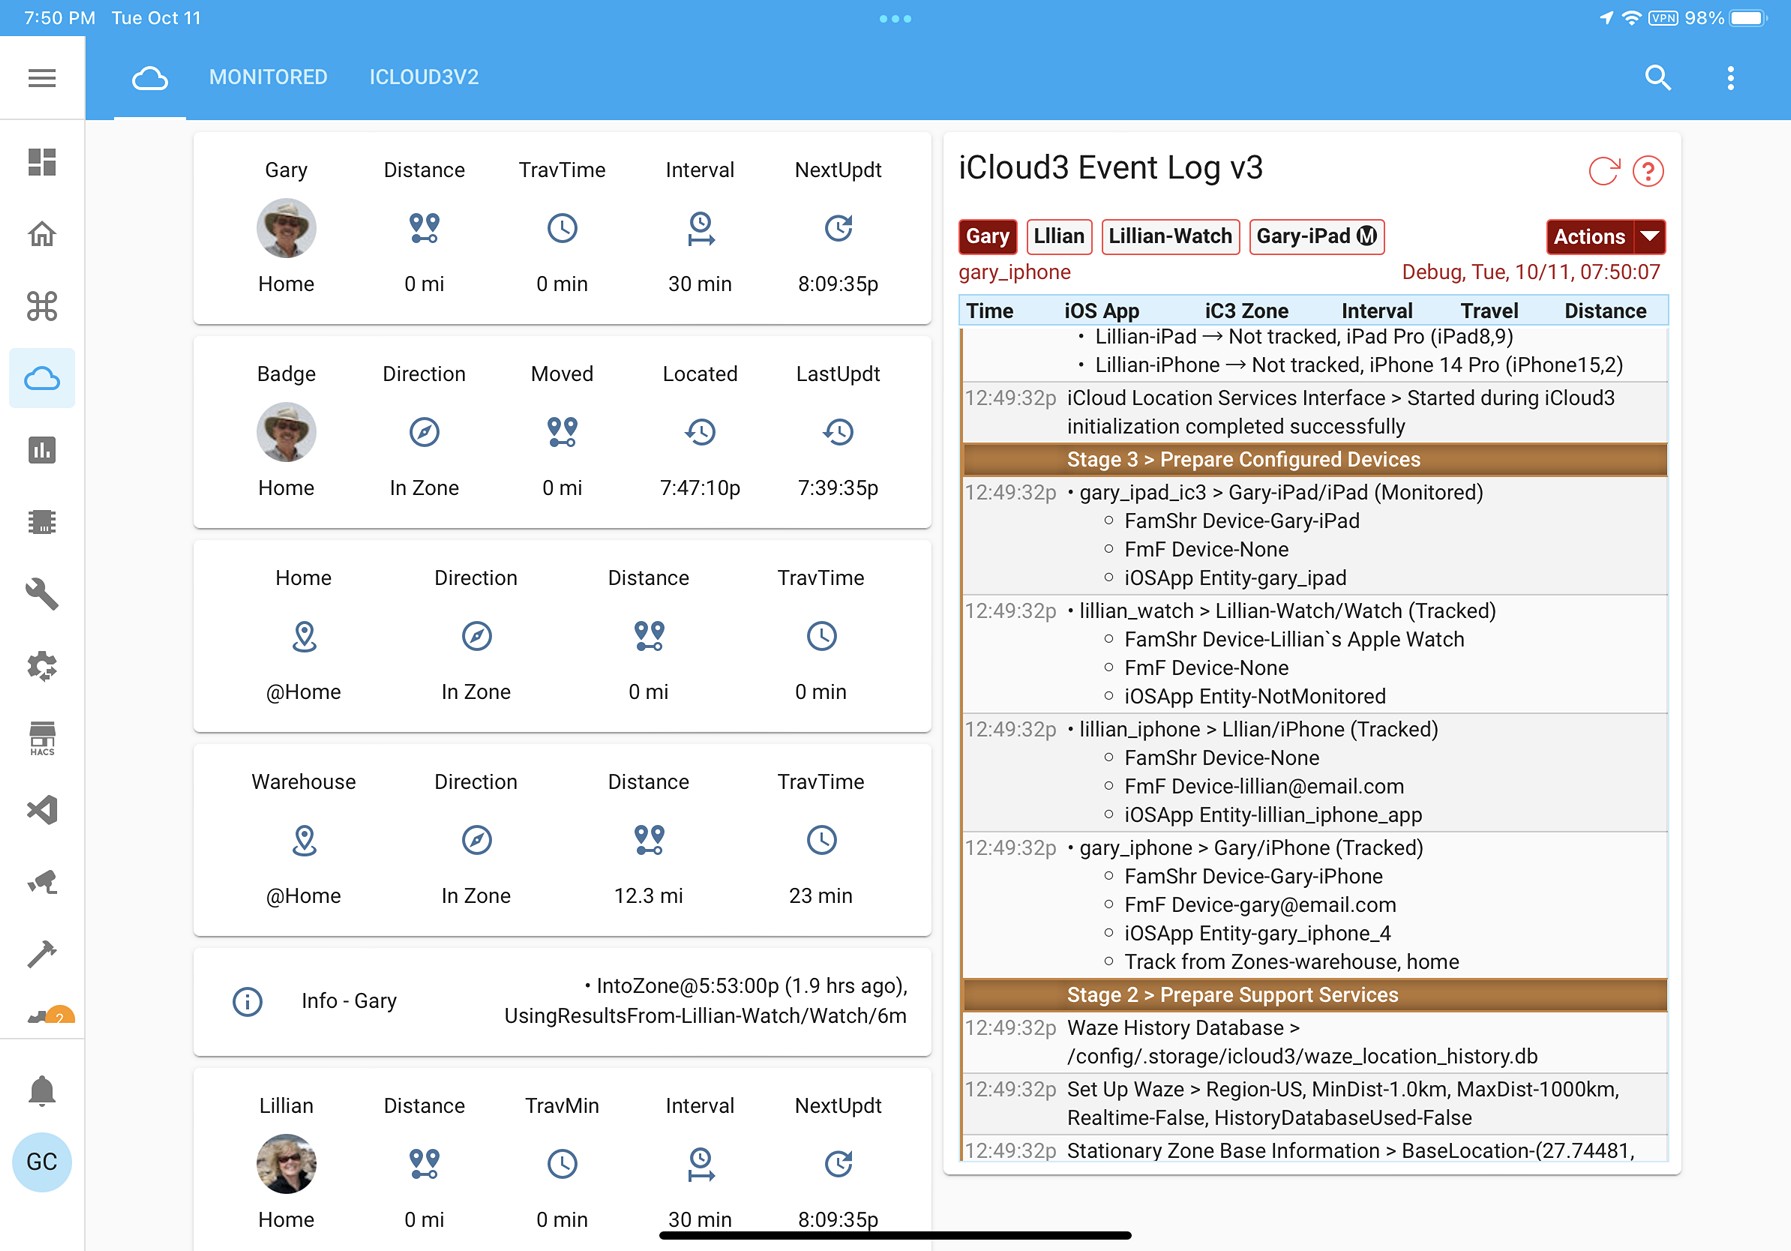 7:50 PM Tue Oct 11
VPN 98%
MONITORED ICLOUD3V2
HACS
2
GC
Gary Distance TravTime Interval NextUpdt
Home 0 mi 0 min 30 min 8:09:35p
Badge Direction Moved Located LastUpdt
Home In Zone 0 mi 7:47:10p 7:39:35p
Home Direction Distance TravTime
@Home In Zone 0 mi 0 min
Warehouse Direction Distance TravTime
@Home In Zone 12.3 mi 23 min
Info - Gary
• IntoZone@5:53:00p (1.9 hrs ago),
UsingResultsFrom-Lillian-Watch/Watch/6m
Lillian Distance TravMin Interval NextUpdt
Home 0 mi 0 min 30 min 8:09:35p
iCloud3 Event Log v3
?
Gary Lllian Lillian-Watch Gary-iPad Ⓜ Actions
gary_iphone Debug, Tue, 10/11, 07:50:07
Time iOS App iC3 Zone Interval Travel Distance
• Lillian-iPad → Not tracked, iPad Pro (iPad8,9)
• Lillian-iPhone → Not tracked, iPhone 14 Pro (iPhone15,2)
12:49:32p iCloud Location Services Interface > Started during iCloud3
initialization completed successfully
Stage 3 > Prepare Configured Devices
12:49:32p • gary_ipad_ic3 > Gary-iPad/iPad (Monitored)
○ FamShr Device-Gary-iPad
○ FmF Device-None
○ iOSApp Entity-gary_ipad
12:49:32p • lillian_watch > Lillian-Watch/Watch (Tracked)
○ FamShr Device-Lillian`s Apple Watch
○ FmF Device-None
○ iOSApp Entity-NotMonitored
12:49:32p • lillian_iphone > Lllian/iPhone (Tracked)
○ FamShr Device-None
○ FmF Device-lillian@email.com
○ iOSApp Entity-lillian_iphone_app
12:49:32p • gary_iphone > Gary/iPhone (Tracked)
○ FamShr Device-Gary-iPhone
○ FmF Device-gary@email.com
○ iOSApp Entity-gary_iphone_4
○ Track from Zones-warehouse, home
Stage 2 > Prepare Support Services
12:49:32p Waze History Database >
/config/.storage/icloud3/waze_location_history.db
12:49:32p Set Up Waze > Region-US, MinDist-1.0km, MaxDist-1000km,
Realtime-False, HistoryDatabaseUsed-False
12:49:32p Stationary Zone Base Information > BaseLocation-(27.74481,